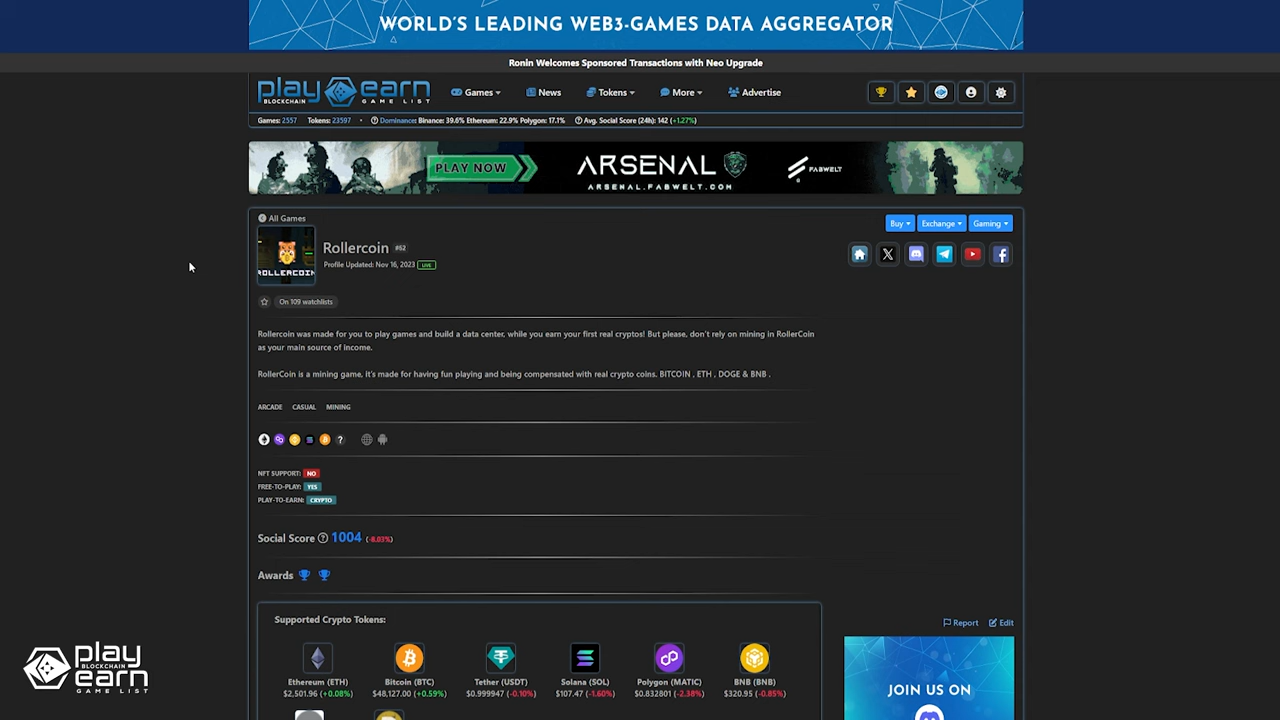 WORLD'S LEADING WEB3-GAMES DATA AGGREGATOR
Ronin Welcomes Sponsored Transactions with Neo Upgrade
play earn
BLOCKCHAIN GAME LIST
Games
News
Tokens
More
Advertise
Games: 2557 Tokens: 23597 • Dominance: Binance: 39.6% Ethereum: 22.9% Polygon: 17.1% Avg. Social Score (24h): 142 (+1.27%)
PLAY NOW
ARSENAL
ARSENAL.FABWELT.COM
FABWELT
All Games
Buy
Exchange
Gaming
ROLLERCOIN
Rollercoin #62
Profile Updated: Nov 16, 2023 LIVE
On 109 watchlists
Rollercoin was made for you to play games and build a data center, while you earn your first real cryptos! But please, don't rely on mining in RollerCoin
as your main source of income.
RollerCoin is a mining game, it's made for having fun playing and being compensated with real crypto coins. BITCOIN , ETH , DOGE & BNB .
ARCADE CASUAL MINING
?
NFT SUPPORT: NO
FREE-TO-PLAY: YES
PLAY-TO-EARN: CRYPTO
Social Score ? 1004 (-8.03%)
Awards
Supported Crypto Tokens:
Ethereum (ETH)
$2,501.96 (+0.08%)
Bitcoin (BTC)
$48,127.00 (+0.59%)
Tether (USDT)
$0.999947 (-0.10%)
Solana (SOL)
$107.47 (-1.60%)
Polygon (MATIC)
$0.832801 (-2.38%)
BNB (BNB)
$320.95 (-0.85%)
Report
Edit
JOIN US ON
play
BLOCKCHAIN
earn
GAME LIST